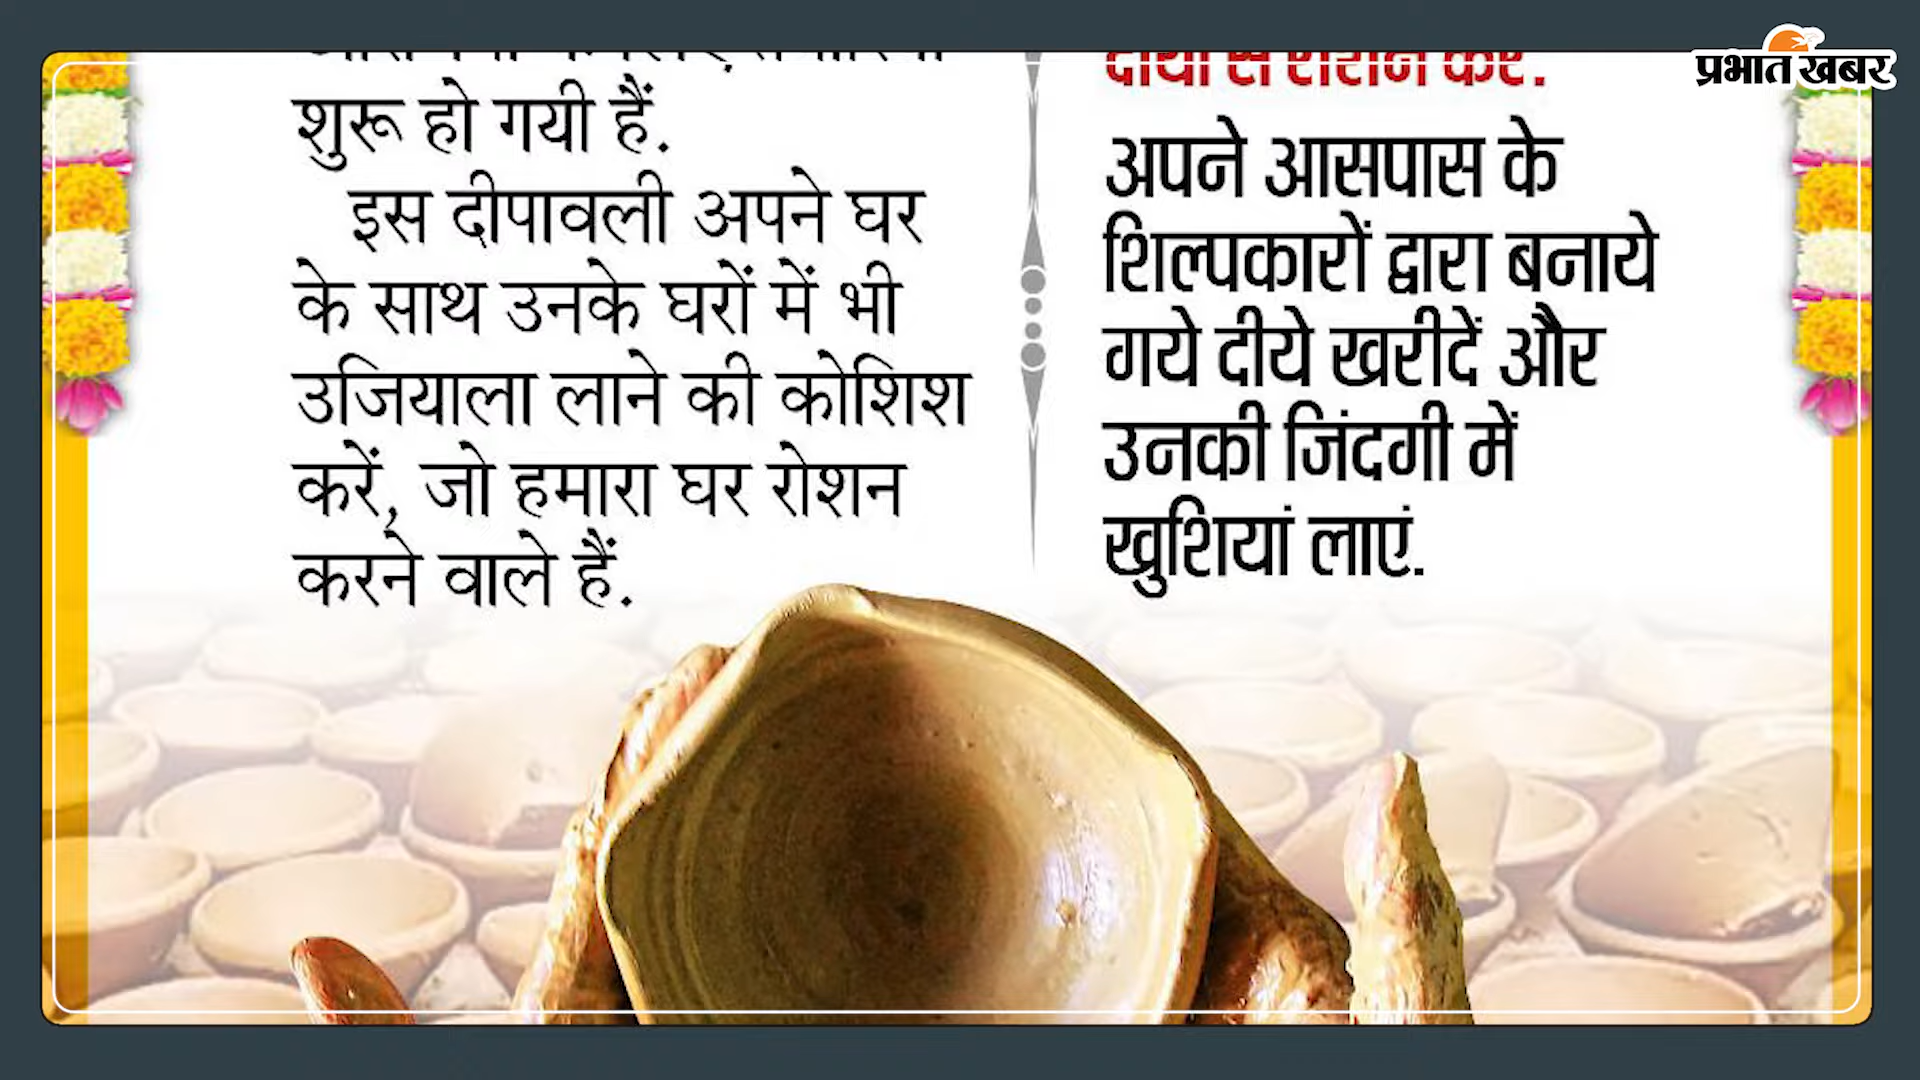 शुरू हो गयी हैं.
इस दीपावली अपने घर
के साथ उनके घरों में भी
उजियाला लाने की कोशिश
करें, जो हमारा घर रोशन
करने वाले हैं.
अपने आसपास के
शिल्पकारों द्वारा बनाये
गये दीये खरीदें और
उनकी जिंदगी में
खुशियां लाएं.
प्रभात खबर